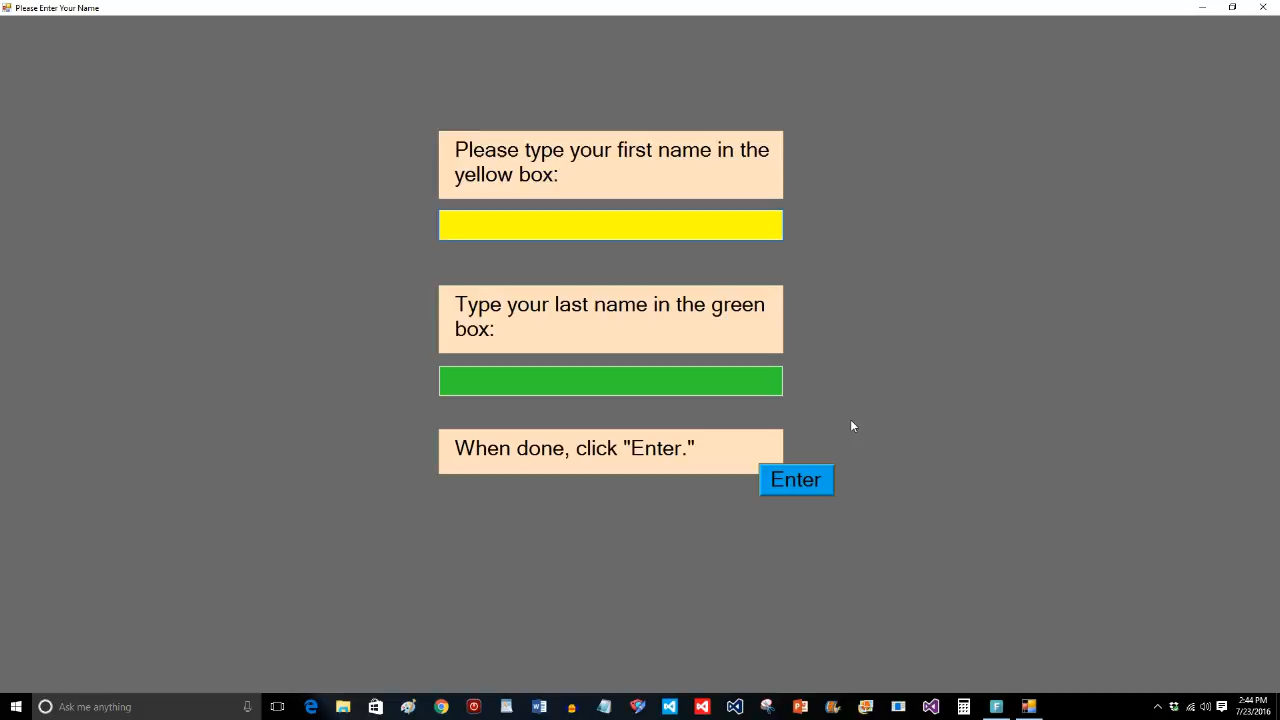 Please Enter Your Name
Please type your first name in the
yellow box:
Type your last name in the green
box:
When done, click "Enter."
Enter
Ask me anything
2:44 PM
7/23/2016